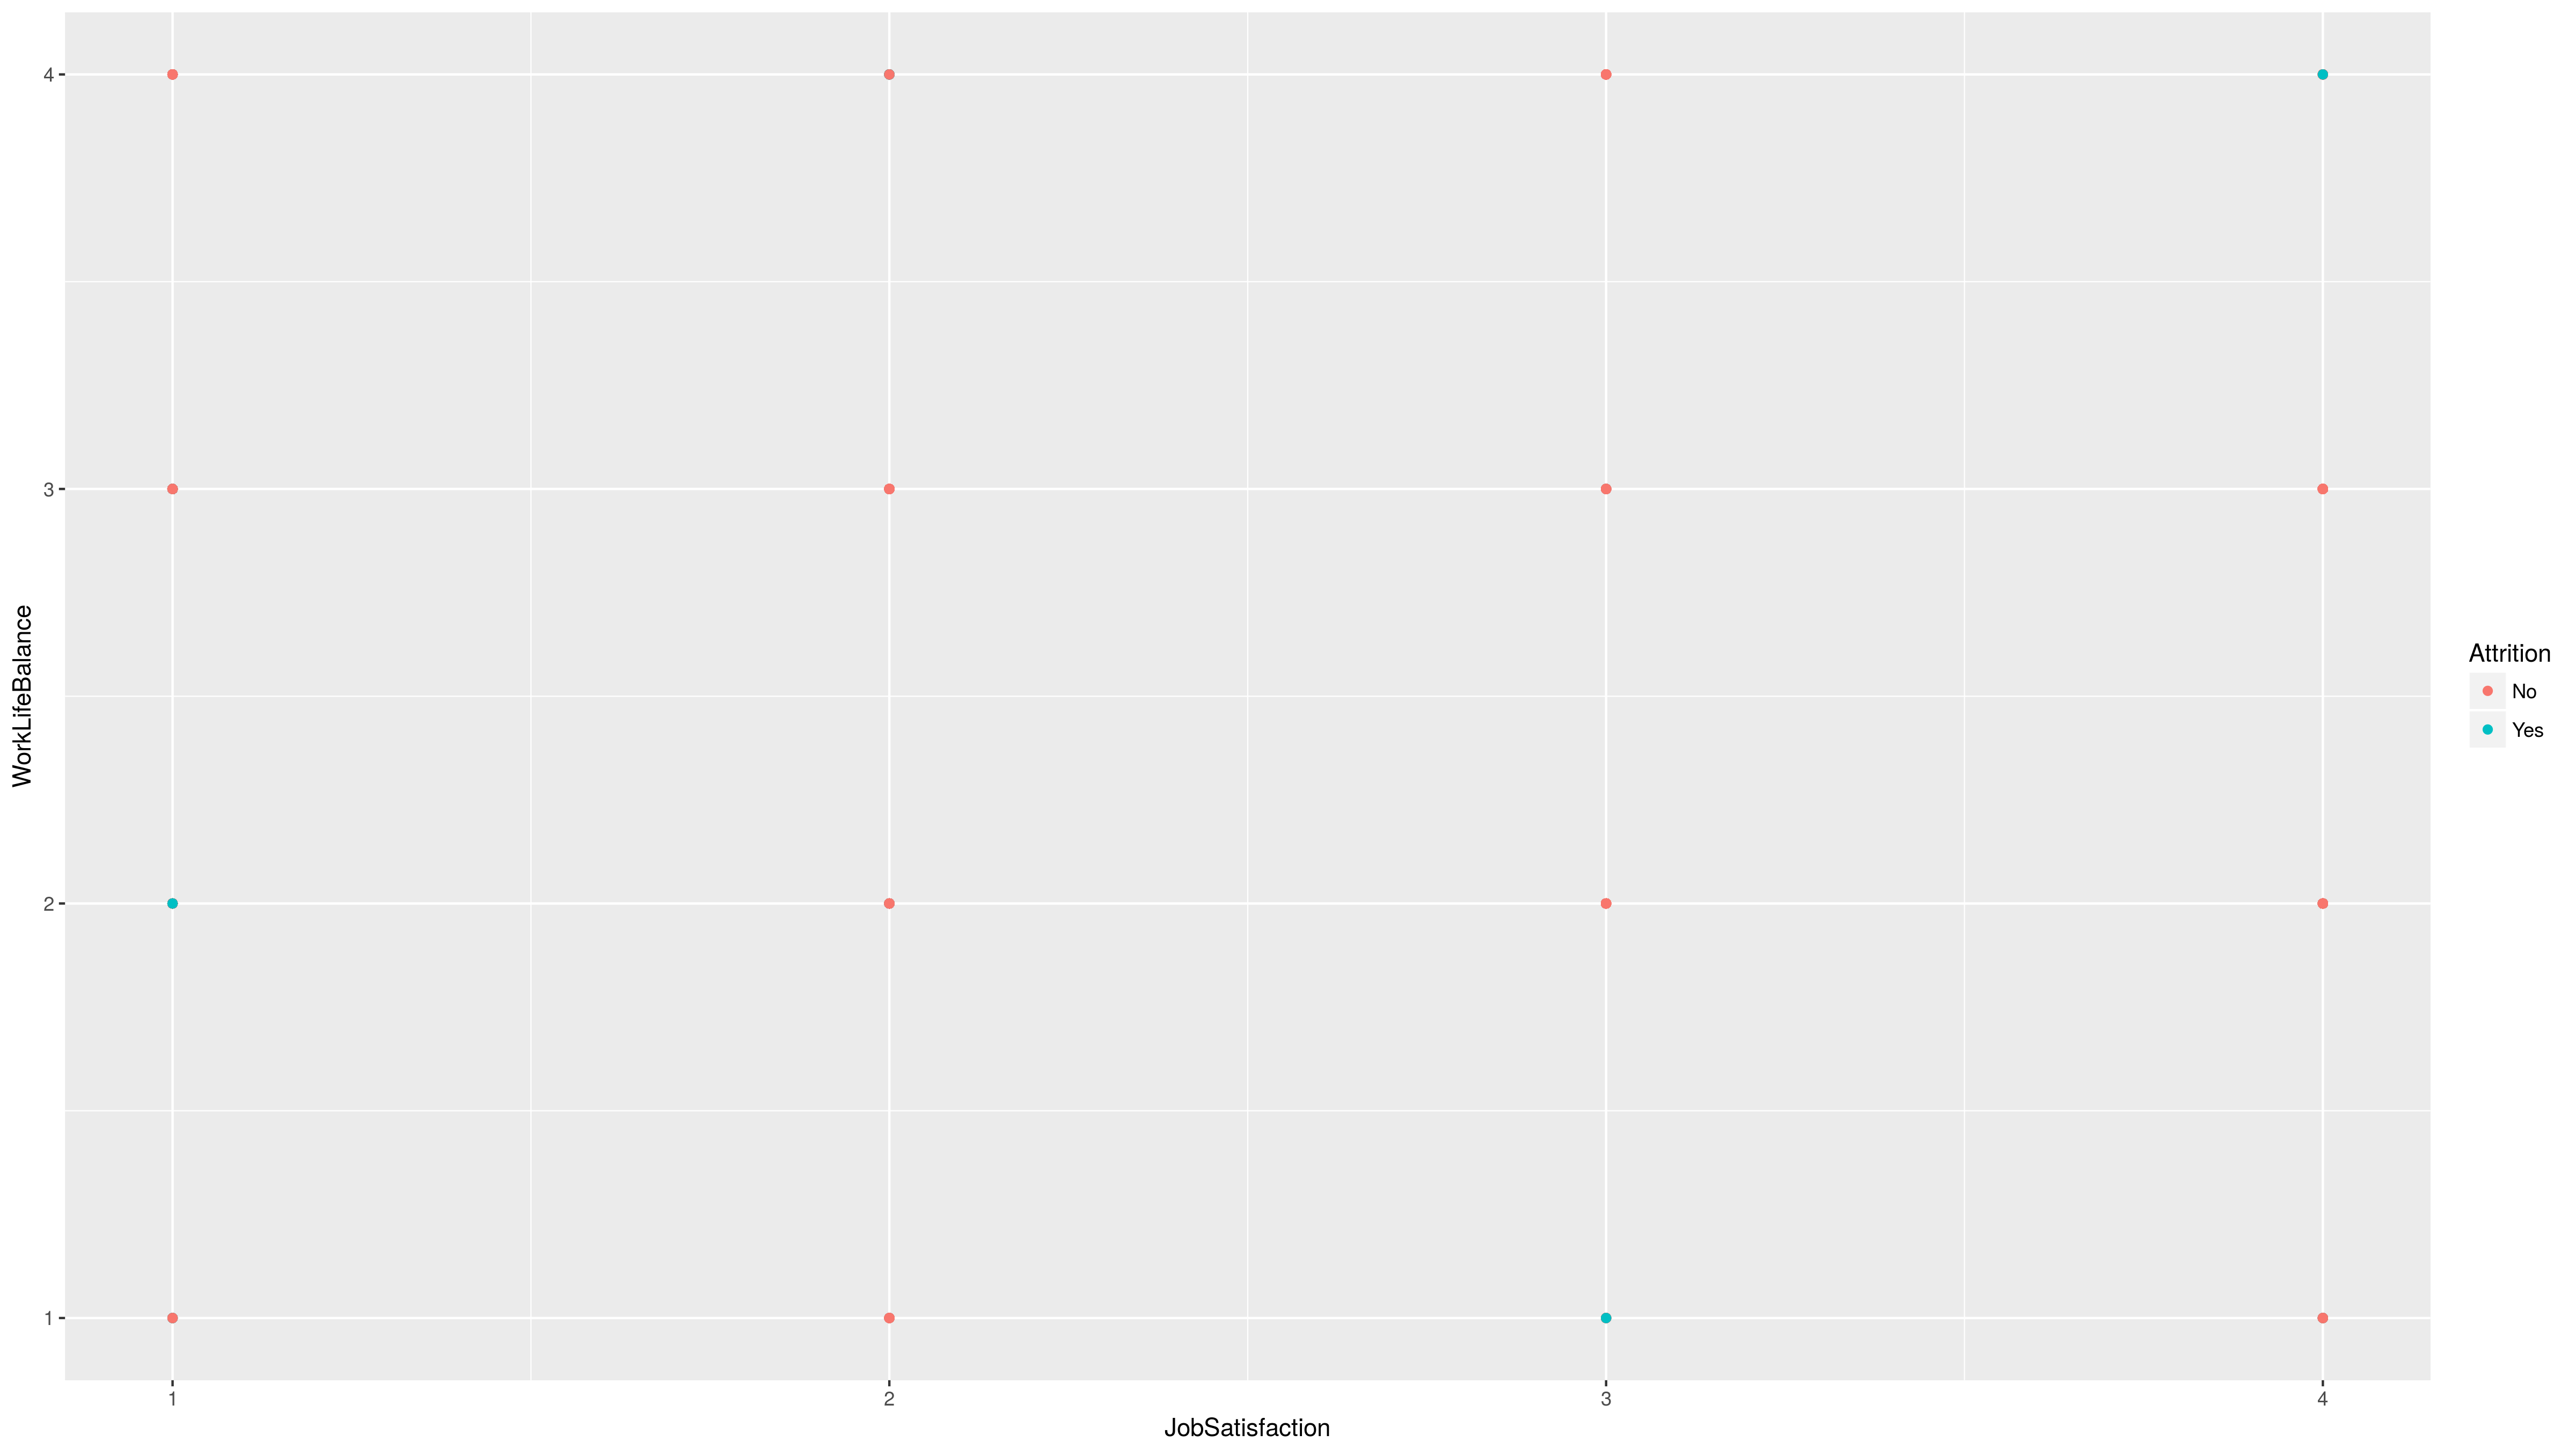 4
3
2
1
WorkLifeBalance
1 2 3 4
JobSatisfaction
Attrition
No
Yes